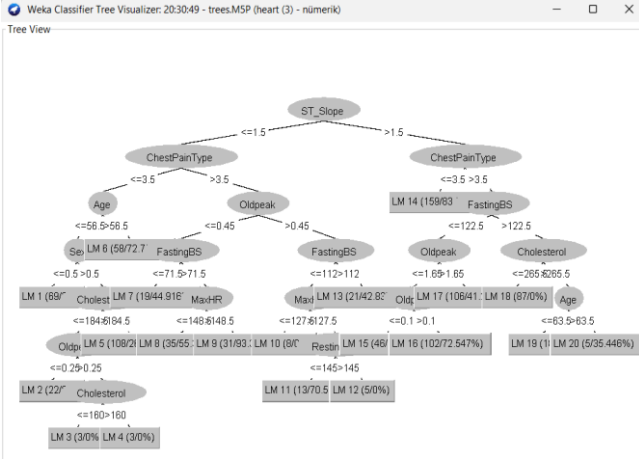 Weka Classifier Tree Visualizer: 20:30:49 - trees.M5P (heart (3) - nümerik)
Tree View
ST_Slope
<=1.5 >1.5
ChestPainType ChestPainType
<=3.5 >3.5 <=3.5 >3.5
Age Oldpeak LM 14 (159/83 FastingBS
<=56.5 >56.5 <=0.45 >0.45 <=122.5 >122.5
LM 6 (58/72.7 FastingBS FastingBS Oldpeak Cholesterol
<=0.5 >0.5 <=71.5 >71.5 <=112 >112 <=1.65 >1.65 <=265.5 >265.5
LM 1 (69/ Cholest LM 7 (19/44.916 MaxHR LM 13 (21/42.82 LM 17 (106/41. LM 18 (87/0%) Age
<=184.5 >184.5 <=148.5 >148.5 <=127.5 >127.5 <=0.1 >0.1 <=63.5 >63.5
LM 5 (108/2 LM 8 (35/55. LM 9 (31/93. LM 10 (8/ Restin LM 15 (46/ LM 16 (102/72.547%) LM 19 (1 LM 20 (5/35.446%)
<=0.25 >0.25 <=145 >145
LM 2 (22/ Cholesterol LM 11 (13/70.5 LM 12 (5/0%)
<=160 >160
LM 3 (3/0% LM 4 (3/0%)